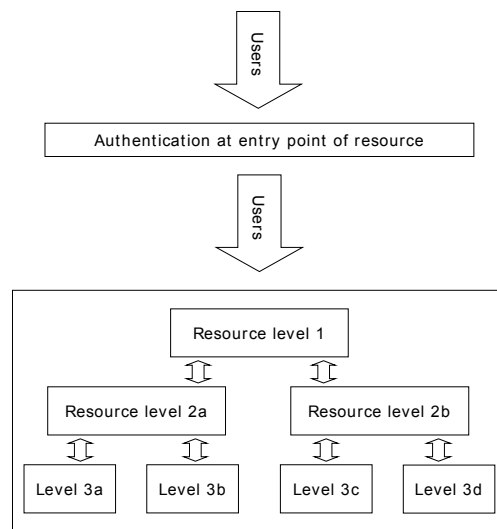 Users
Authentication at entry point of resource
Users
Resource level 1
Resource level 2a
Resource level 2b
Level 3a
Level 3b
Level 3c
Level 3d